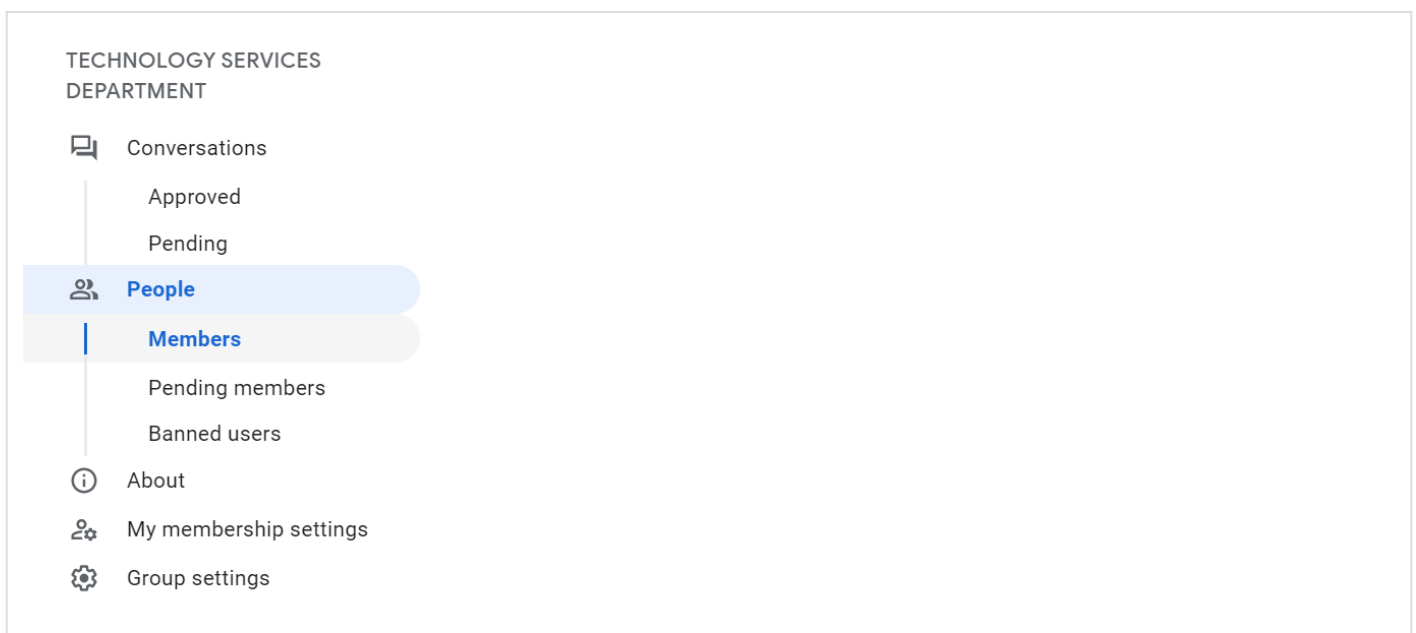 TECHNOLOGY SERVICES
DEPARTMENT
Conversations
Approved
Pending
People
Members
Pending members
Banned users
About
My membership settings
Group settings